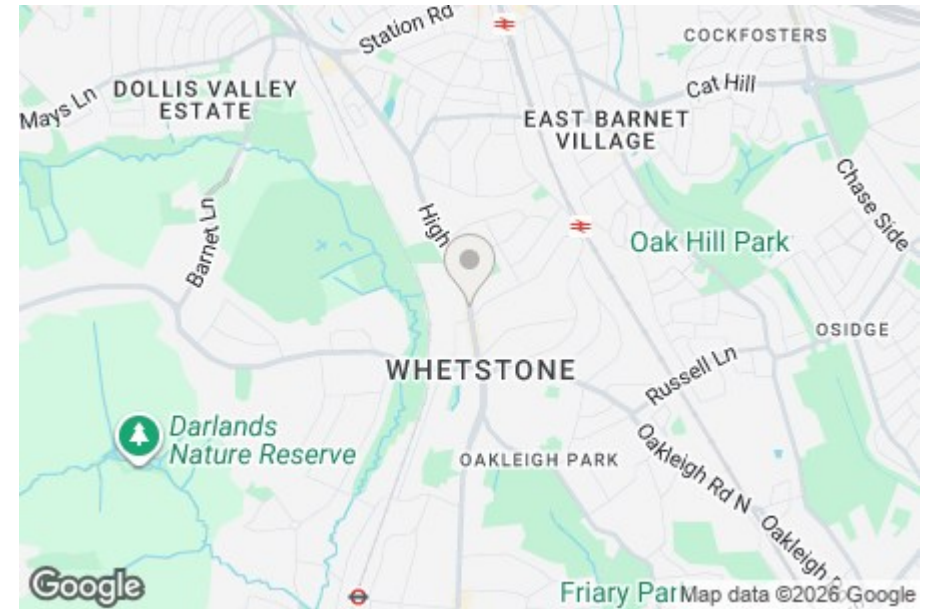 Station Rd
COCKFOSTERS
Mays Ln
DOLLIS VALLEY
ESTATE
Cat Hill
EAST BARNET
VILLAGE
Chase Side
Barnet Ln
High
Oak Hill Park
OSIDGE
WHETSTONE
Russell Ln
Darlands
Nature Reserve
OAKLEIGH PARK
Oakleigh Rd N
Oakleigh
Google
Friary Par
Map data ©2026 Google